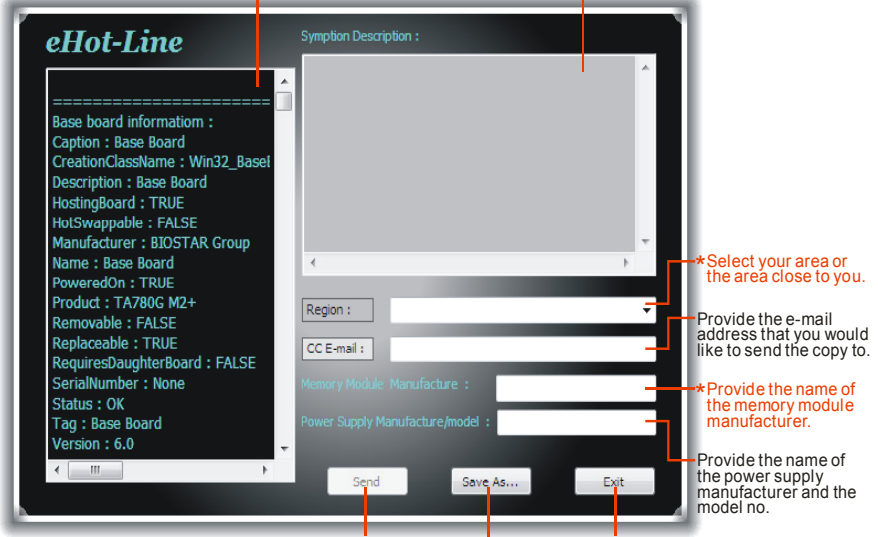 eHot-Line
======================
Base board informatiom :
Caption : Base Board
CreationClassName : Win32_BaseB
Description : Base Board
HostingBoard : TRUE
HotSwappable : FALSE
Manufacturer : BIOSTAR Group
Name : Base Board
PoweredOn : TRUE
Product : TA780G M2+
Removable : FALSE
Replaceable : TRUE
RequiresDaughterBoard : FALSE
SerialNumber : None
Status : OK
Tag : Base Board
Version : 6.0
Symption Description :
Region :
CC E-mail :
Memory Module Manufacture :
Power Supply Manufacture/model :
Send
Save As...
Exit
*Select your area or
the area close to you.
Provide the e-mail
address that you would
like to send the copy to.
*Provide the name of
the memory module
manufacturer.
Provide the name of
the power supply
manufacturer and the
model no.